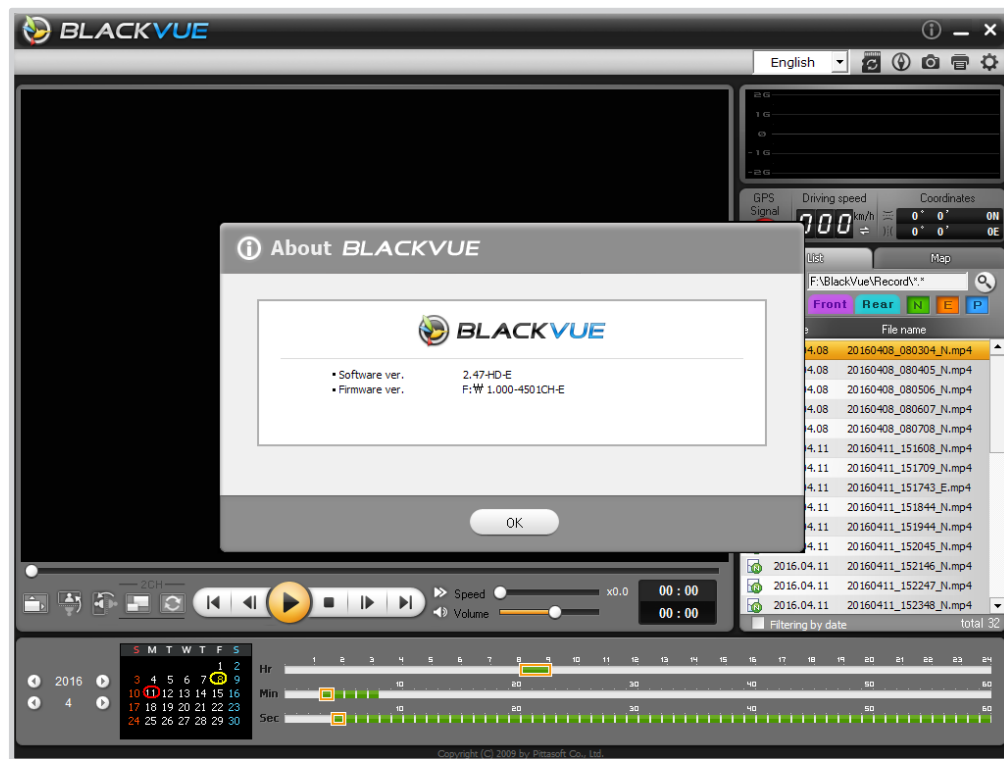 BLACKVUE
English
2G
1G
0
-1G
-2G
GPS Signal
Driving speed
Coordinates
000 km/h
0° 0' 0N
0° 0' 0E
List Map
F:\BlackVue\Record\*.*
Front Rear N E P
File name
04.08 20160408_080304_N.mp4
04.08 20160408_080405_N.mp4
04.08 20160408_080506_N.mp4
04.08 20160408_080607_N.mp4
04.08 20160408_080708_N.mp4
04.11 20160411_151608_N.mp4
04.11 20160411_151709_N.mp4
04.11 20160411_151743_E.mp4
04.11 20160411_151844_N.mp4
04.11 20160411_151944_N.mp4
04.11 20160411_152045_N.mp4
2016.04.11 20160411_152146_N.mp4
2016.04.11 20160411_152247_N.mp4
2016.04.11 20160411_152348_N.mp4
Filtering by date total 32
About BLACKVUE
BLACKVUE
▪ Software ver. 2.47-HD-E
▪ Firmware ver. F:₩ 1.000-4501CH-E
OK
2CH
Speed x0.0 00 : 00
Volume 00 : 00
2016
4
S M T W T F S
1 2
3 4 5 6 7 8 9
10 11 12 13 14 15 16
17 18 19 20 21 22 23
24 25 26 27 28 29 30
Hr 1 2 3 4 5 6 7 8 9 10 11 12 13 14 15 16 17 18 19 20 21 22 23 24
Min 10 20 30 40 50 60
Sec 10 20 30 40 50 60
Copyright (C) 2009 by Pittasoft Co., Ltd.